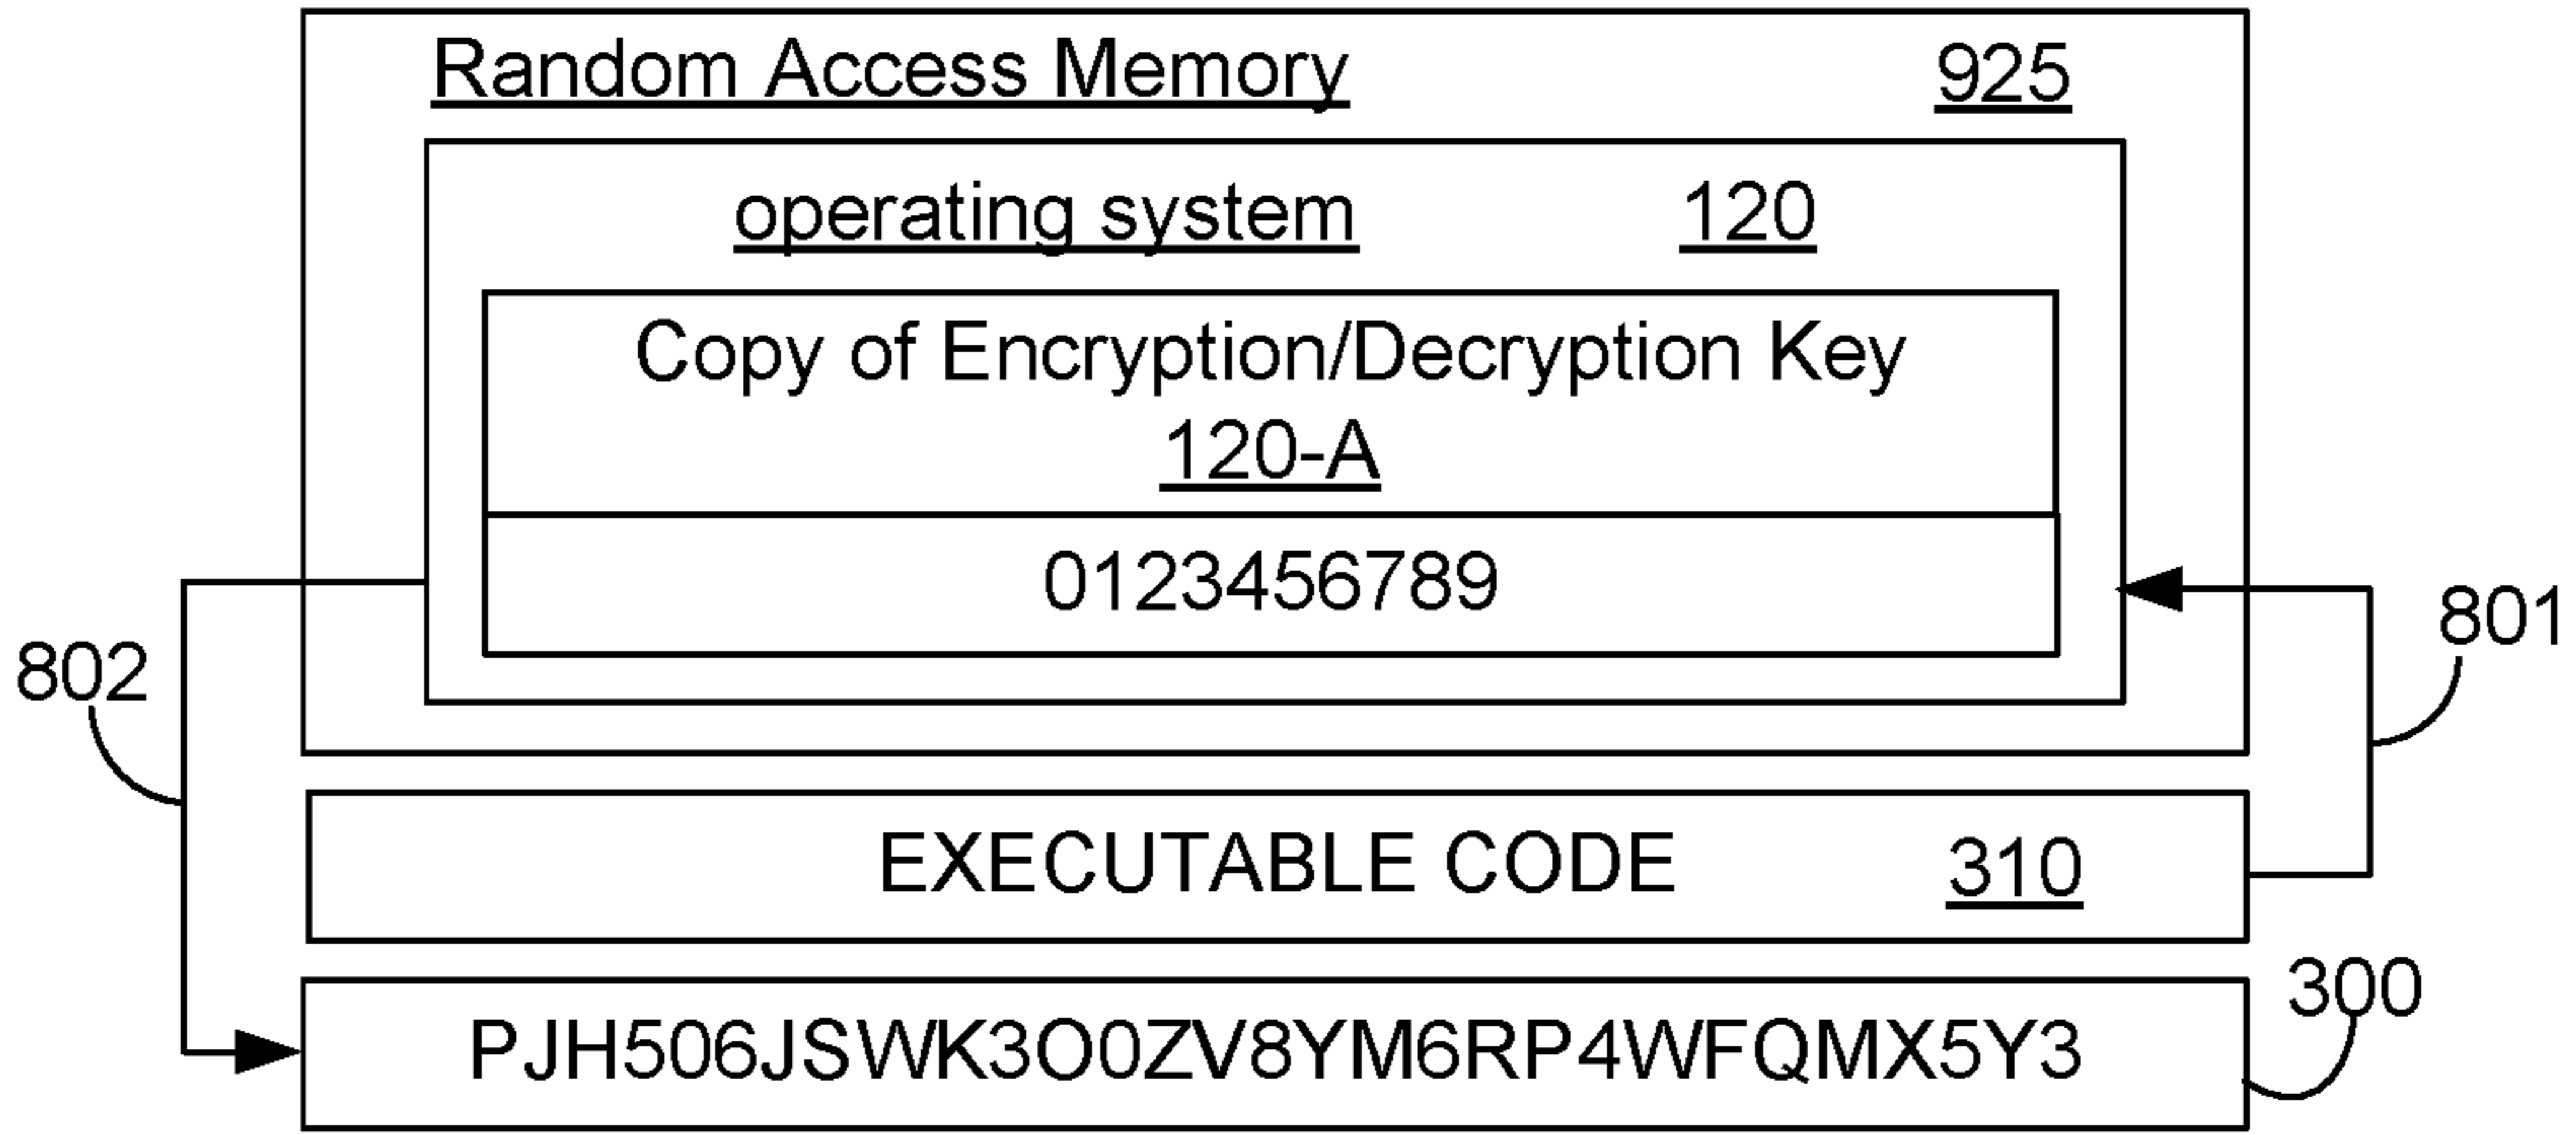 Random Access Memory 925
operating system 120
Copy of Encryption/Decryption Key
120-A
0123456789
802
801
EXECUTABLE CODE 310
300
PJH506JSWK3O0ZV8YM6RP4WFQMX5Y3